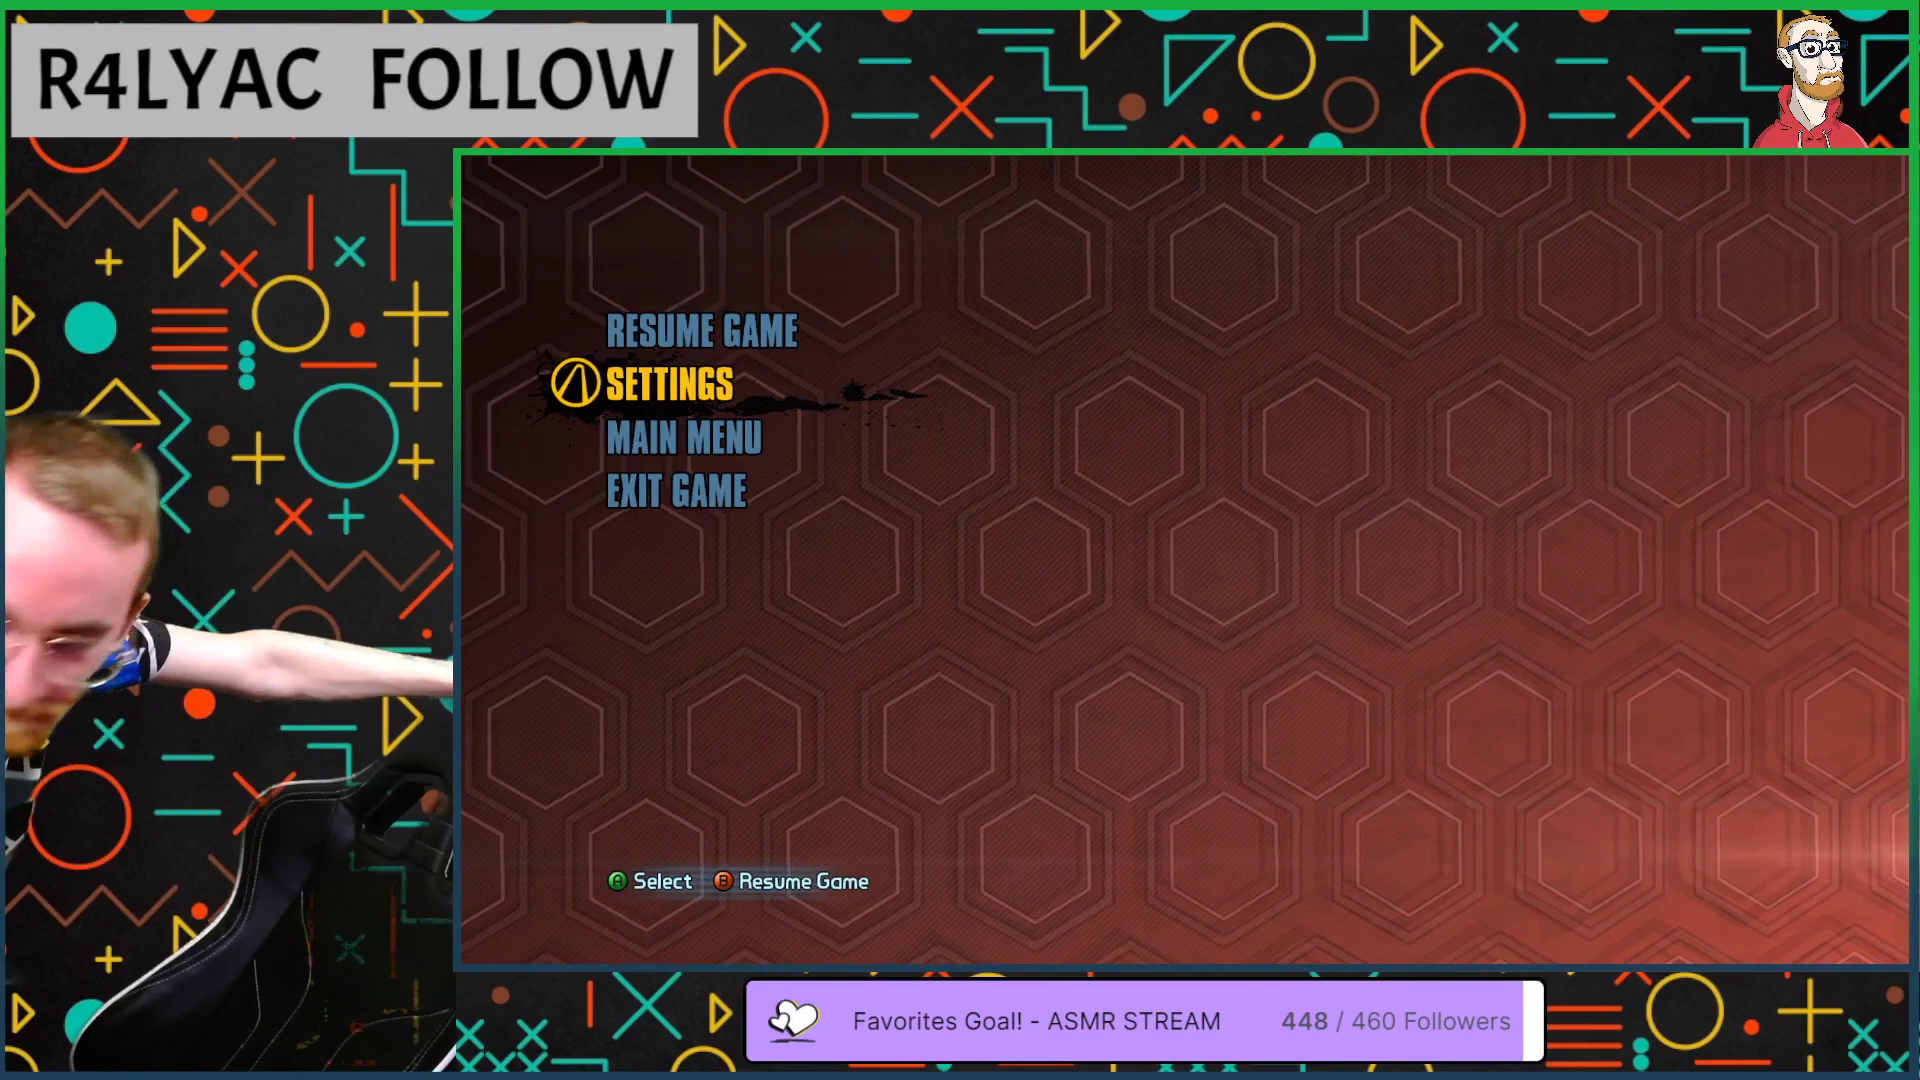 R4LYAC FOLLOW
RESUME GAME
SETTINGS
MAIN MENU
EXIT GAME
A Select B Resume Game
Favorites Goal! - ASMR STREAM 448 / 460 Followers